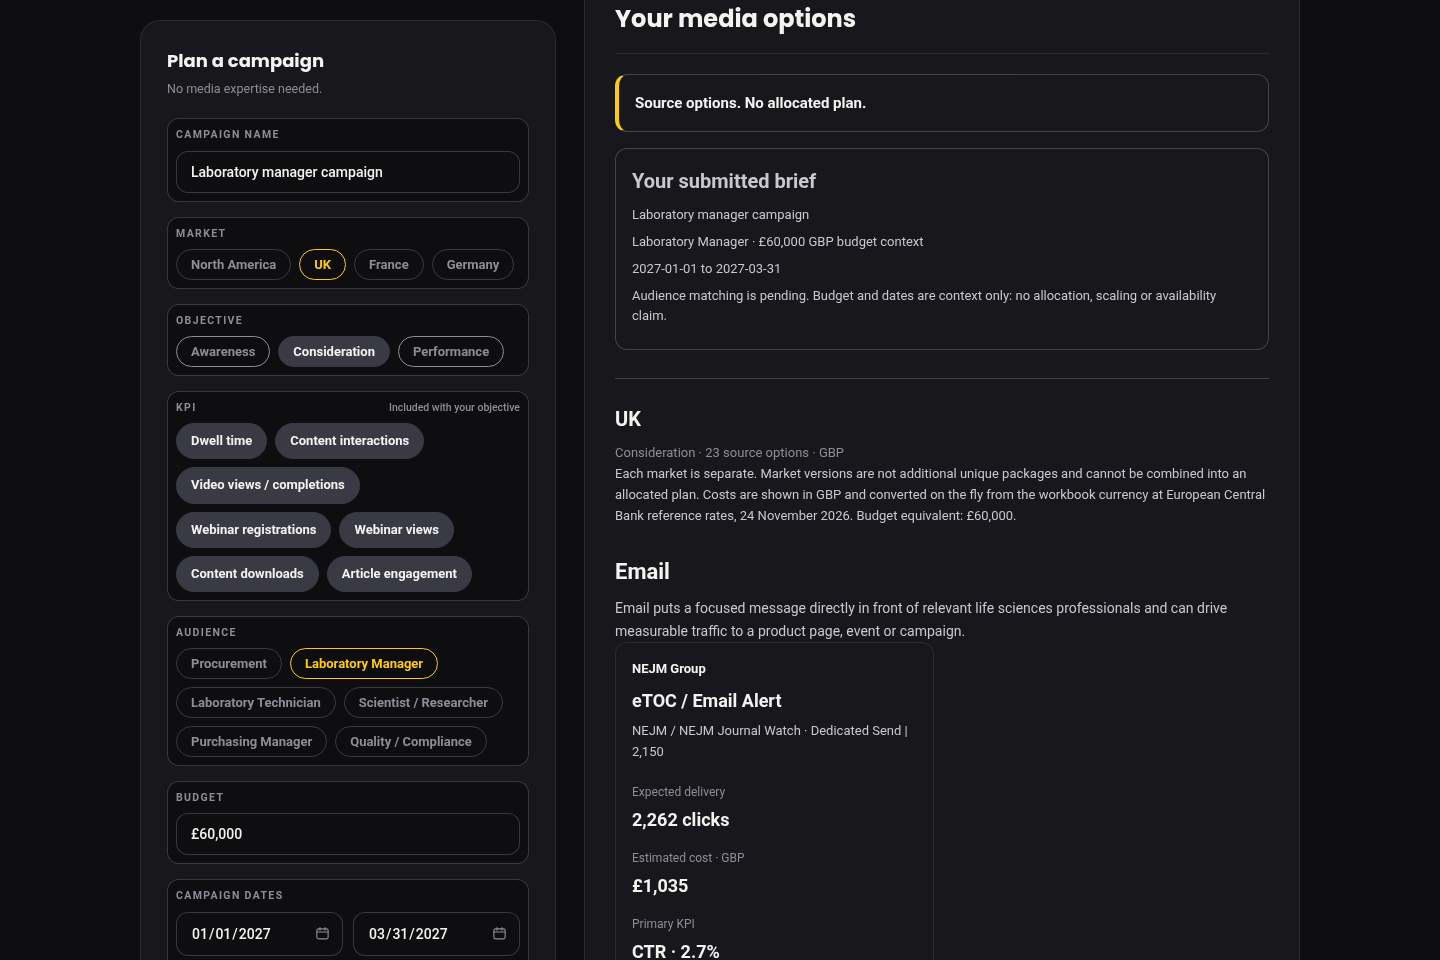 Plan a campaign
No media expertise needed.
CAMPAIGN NAME
Laboratory manager campaign
MARKET
North America
UK
France
Germany
OBJECTIVE
Awareness
Consideration
Performance
KPI
Included with your objective
Dwell time
Content interactions
Video views / completions
Webinar registrations
Webinar views
Content downloads
Article engagement
AUDIENCE
Procurement
Laboratory Manager
Laboratory Technician
Scientist / Researcher
Purchasing Manager
Quality / Compliance
BUDGET
£60,000
CAMPAIGN DATES
01/01/2027
03/31/2027
Your media options
Source options. No allocated plan.
Your submitted brief
Laboratory manager campaign
Laboratory Manager · £60,000 GBP budget context
2027-01-01 to 2027-03-31
Audience matching is pending. Budget and dates are context only: no allocation, scaling or availability
claim.
UK
Consideration · 23 source options · GBP
Each market is separate. Market versions are not additional unique packages and cannot be combined into an
allocated plan. Costs are shown in GBP and converted on the fly from the workbook currency at European Central
Bank reference rates, 24 November 2026. Budget equivalent: £60,000.
Email
Email puts a focused message directly in front of relevant life sciences professionals and can drive
measurable traffic to a product page, event or campaign.
NEJM Group
eTOC / Email Alert
NEJM / NEJM Journal Watch · Dedicated Send |
2,150
Expected delivery
2,262 clicks
Estimated cost · GBP
£1,035
Primary KPI
CTR · 2.7%